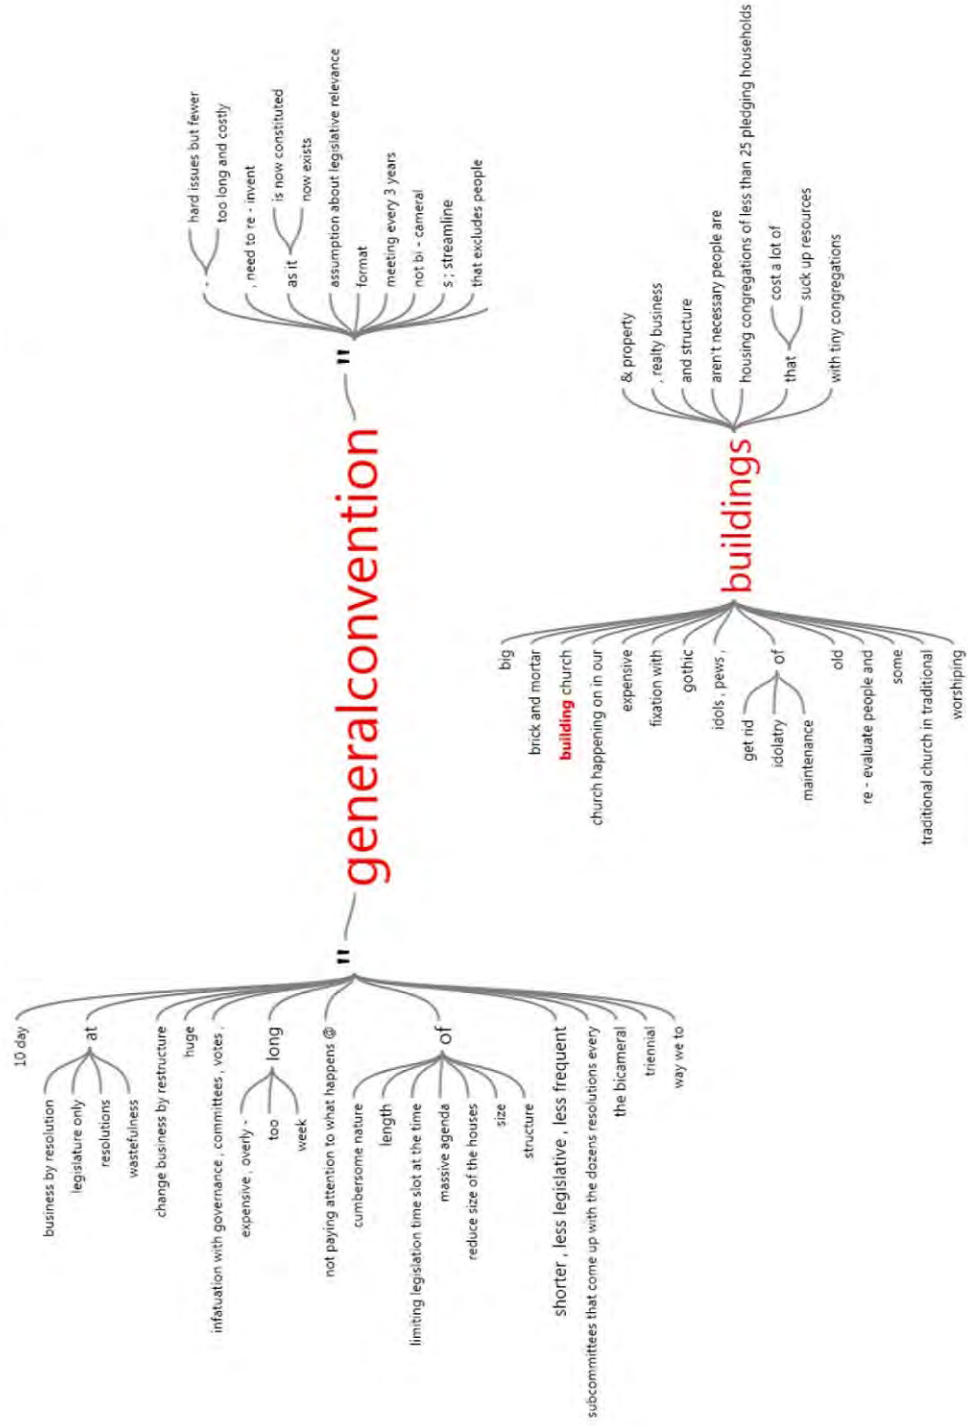 10 day
business by resolution
legislature only
resolutions
wastefulness
at
change business by restructure
huge
infatuation with governance , committees , votes ,
expensive , overly -
too
week
long
not paying attention to what happens @
cumbersome nature
length
limiting legislation time slot at the time
massive agenda
reduce size of the houses
size
structure
of
shorter , less legislative , less frequent
subcommittees that come up with the dozens resolutions every
the bicameral
triennial
way we to
"
generalconvention
"
-
hard issues but fewer
too long and costly
, need to re - invent
as it
is now constituted
now exists
assumption about legislative relevance
format
meeting every 3 years
not bi - cameral
s ; streamline
that excludes people
big
brick and mortar
building church
church happening on in our
expensive
fixation with
gothic
idols , pews ,
get rid
idolatry
maintenance
of
old
re - evaluate people and
some
traditional church in traditional
worshiping
buildings
& property
, realty business
and structure
aren't necessary people are
housing congregations of less than 25 pledging households
that
cost a lot of
suck up resources
with tiny congregations